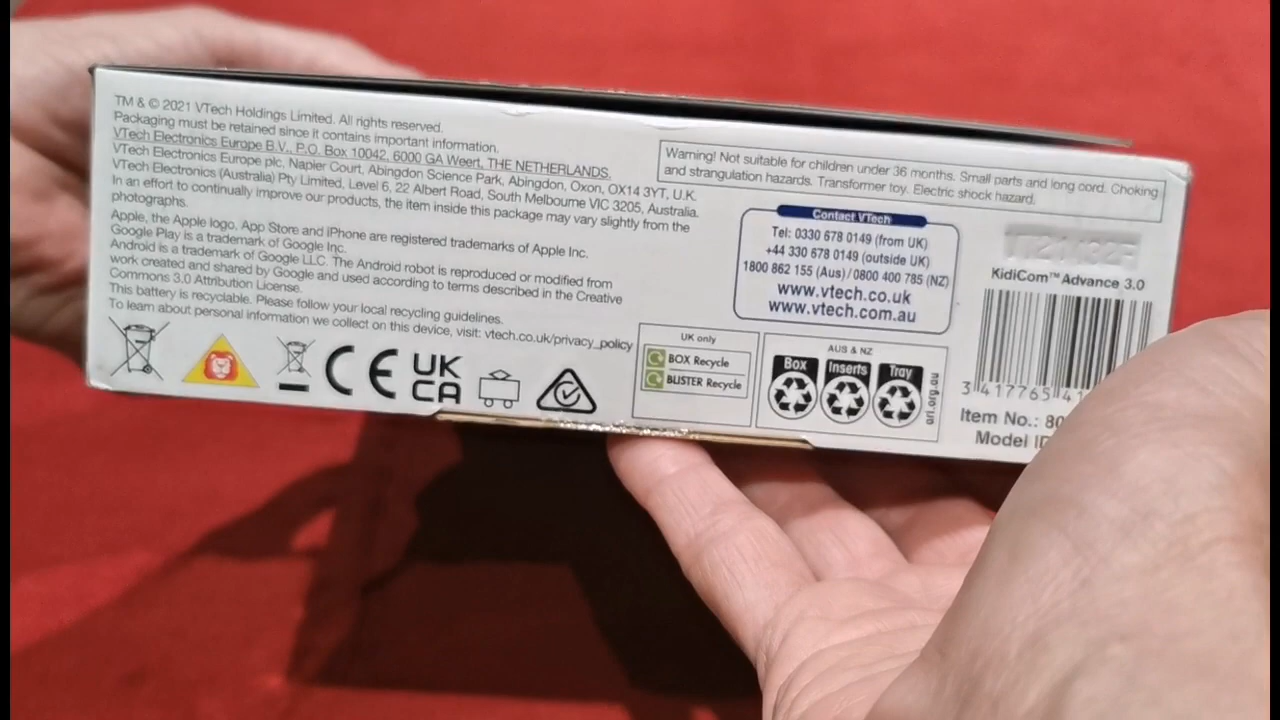 TM & © 2021 VTech Holdings Limited. All rights reserved.
Packaging must be retained since it contains important information.
VTech Electronics Europe B.V., P.O. Box 10042, 6000 GA Weert, THE NETHERLANDS.
VTech Electronics Europe plc, Napier Court, Abingdon Science Park, Abingdon, Oxon, OX14 3YT, U.K.
VTech Electronics (Australia) Pty Limited, Level 6, 22 Albert Road, South Melbourne VIC 3205, Australia.
In an effort to continually improve our products, the item inside this package may vary slightly from the
photographs.
Apple, the Apple logo, App Store and iPhone are registered trademarks of Apple Inc.
Google Play is a trademark of Google Inc.
Android is a trademark of Google LLC. The Android robot is reproduced or modified from
work created and shared by Google and used according to terms described in the Creative
Commons 3.0 Attribution License.
This battery is recyclable. Please follow your local recycling guidelines.
To learn about personal information we collect on this device, visit: vtech.co.uk/privacy_policy
CE
UK
CA
UK only
BOX Recycle
BLISTER Recycle
Warning! Not suitable for children under 36 months. Small parts and long cord. Choking
and strangulation hazards. Transformer toy. Electric shock hazard.
Contact VTech
Tel: 0330 678 0149 (from UK)
+44 330 678 0149 (outside UK)
1800 862 155 (Aus) / 0800 400 785 (NZ)
www.vtech.co.uk
www.vtech.com.au
AUS & NZ
Box
Inserts
Tray
arl.org.au
KidiCom™ Advance 3.0
3 417765 41
Item No.: 80
Model ID